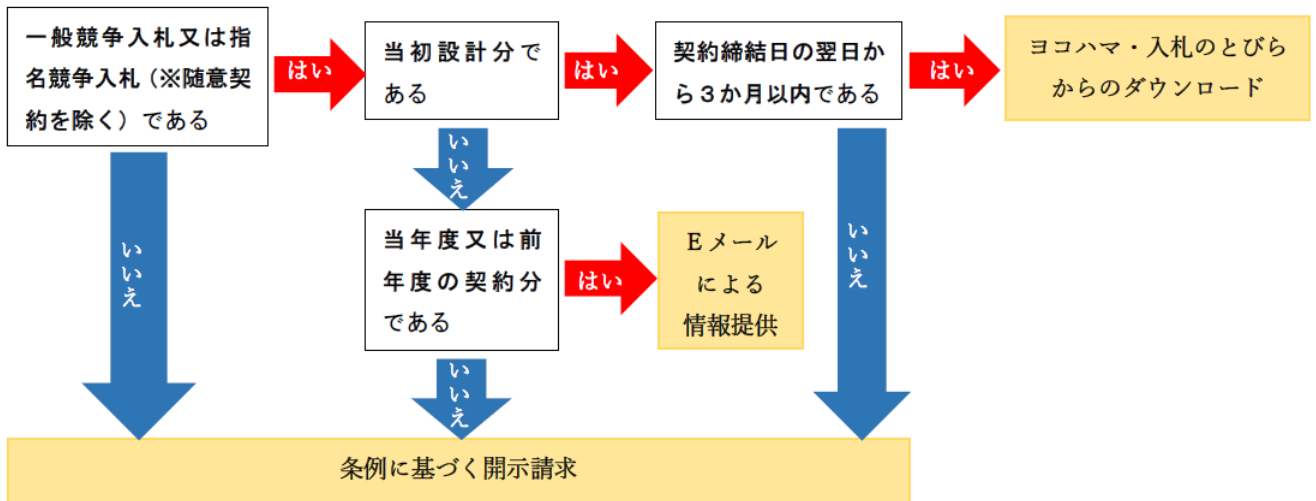 一般競争入札又は指
名競争入札（※随意契
約を除く）である
はい
当初設計分で
ある
はい
契約締結日の翌日か
ら３か月以内である
はい
ヨコハマ・入札のとびら
からのダウンロード
いいえ
いいえ
当年度又は前
年度の契約分
である
はい
Ｅメール
による
情報提供
いいえ
いいえ
条例に基づく開示請求